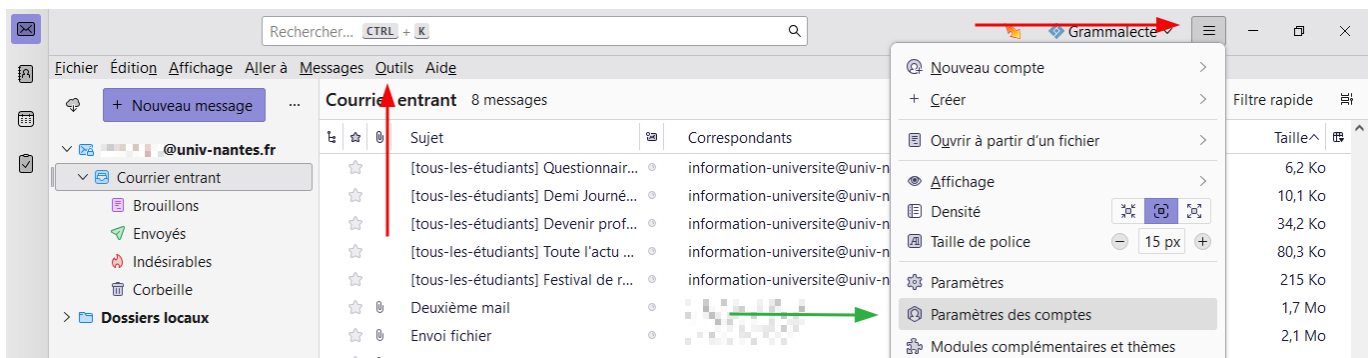 Rechercher... CTRL + K
Grammalecte
Fichier Édition Affichage Aller à Messages Outils Aide
+ Nouveau message ...
Courrier entrant 8 messages
Filtre rapide
Sujet Correspondants Taille
@univ-nantes.fr
Courrier entrant
Brouillons
Envoyés
Indésirables
Corbeille
Dossiers locaux
[tous-les-étudiants] Questionnair... information-universite@univ-n 6,2 Ko
[tous-les-étudiants] Demi Journé... information-universite@univ-n 10,1 Ko
[tous-les-étudiants] Devenir prof... information-universite@univ-n 34,2 Ko
[tous-les-étudiants] Toute l'actu ... information-universite@univ-n 80,3 Ko
[tous-les-étudiants] Festival de r... information-universite@univ-n 215 Ko
Deuxième mail 1,7 Mo
Envoi fichier 2,1 Mo
Nouveau compte
+ Créer
Ouvrir à partir d'un fichier
Affichage
Densité
Taille de police 15 px
Paramètres
Paramètres des comptes
Modules complémentaires et thèmes